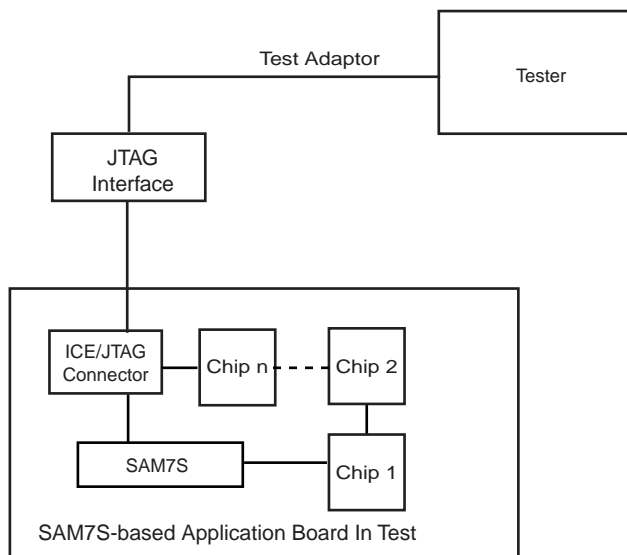 Test Adaptor
Tester
JTAG
Interface
ICE/JTAG
Connector
Chip n
Chip 2
SAM7S
Chip 1
SAM7S-based Application Board In Test